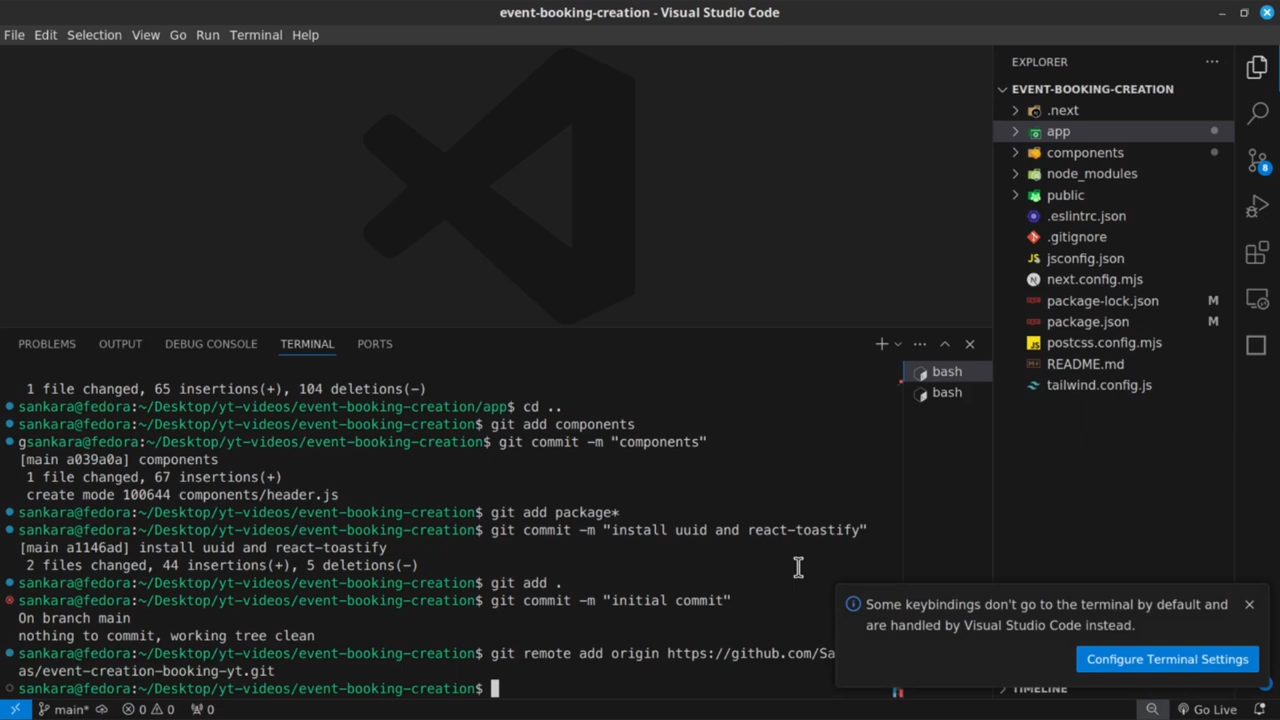 event-booking-creation - Visual Studio Code
File Edit Selection View Go Run Terminal Help
EXPLORER
EVENT-BOOKING-CREATION
.next
app
components
node_modules
public
.eslintrc.json
.gitignore
JS jsconfig.json
next.config.mjs
package-lock.json M
package.json M
JS postcss.config.mjs
README.md
tailwind.config.js
8
PROBLEMS OUTPUT DEBUG CONSOLE TERMINAL PORTS
bash
bash
1 file changed, 65 insertions(+), 104 deletions(-)
sankara@fedora:~/Desktop/yt-videos/event-booking-creation/app$ cd ..
sankara@fedora:~/Desktop/yt-videos/event-booking-creation$ git add components
gsankara@fedora:~/Desktop/yt-videos/event-booking-creation$ git commit -m "components"
[main a039a0a] components
1 file changed, 67 insertions(+)
create mode 100644 components/header.js
sankara@fedora:~/Desktop/yt-videos/event-booking-creation$ git add package*
sankara@fedora:~/Desktop/yt-videos/event-booking-creation$ git commit -m "install uuid and react-toastify"
[main a1146ad] install uuid and react-toastify
2 files changed, 44 insertions(+), 5 deletions(-)
sankara@fedora:~/Desktop/yt-videos/event-booking-creation$ git add .
sankara@fedora:~/Desktop/yt-videos/event-booking-creation$ git commit -m "initial commit"
On branch main
nothing to commit, working tree clean
sankara@fedora:~/Desktop/yt-videos/event-booking-creation$ git remote add origin https://github.com/Sa
as/event-creation-booking-yt.git
sankara@fedora:~/Desktop/yt-videos/event-booking-creation$
Some keybindings don't go to the terminal by default and
are handled by Visual Studio Code instead.
Configure Terminal Settings
TIMELINE
main* 0 0 0 Go Live